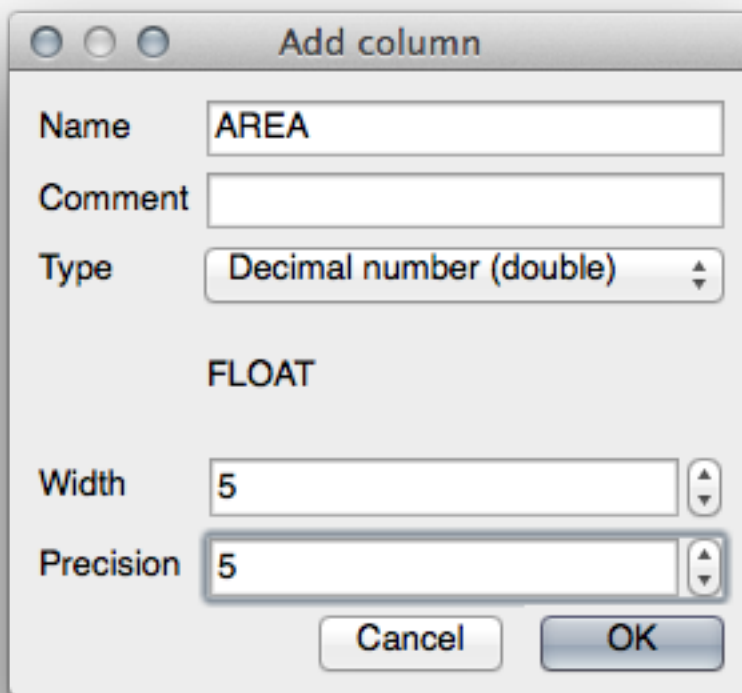 Add column
Name AREA
Comment
Type Decimal number (double)
FLOAT
Width 5
Precision 5
Cancel OK